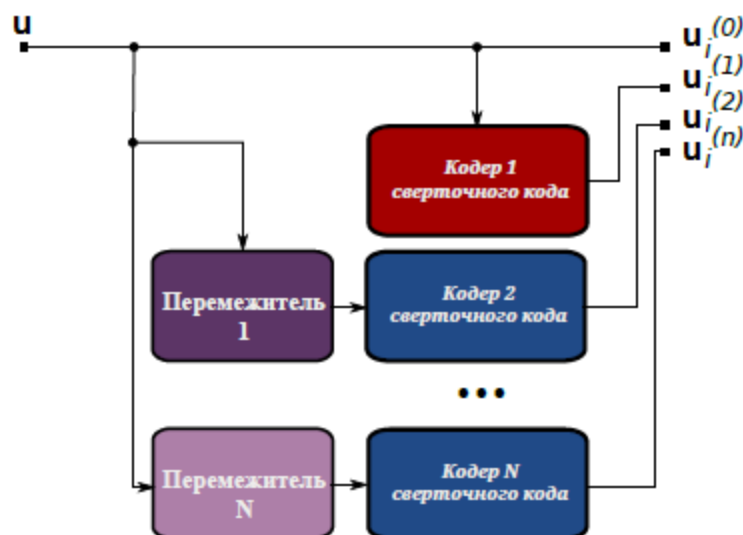 u
u_i^(0)
u_i^(1)
u_i^(2)
u_i^(n)
Кодер 1
сверточного кода
Перемежитель
1
Кодер 2
сверточного кода
•••
Перемежитель
N
Кодер N
сверточного кода